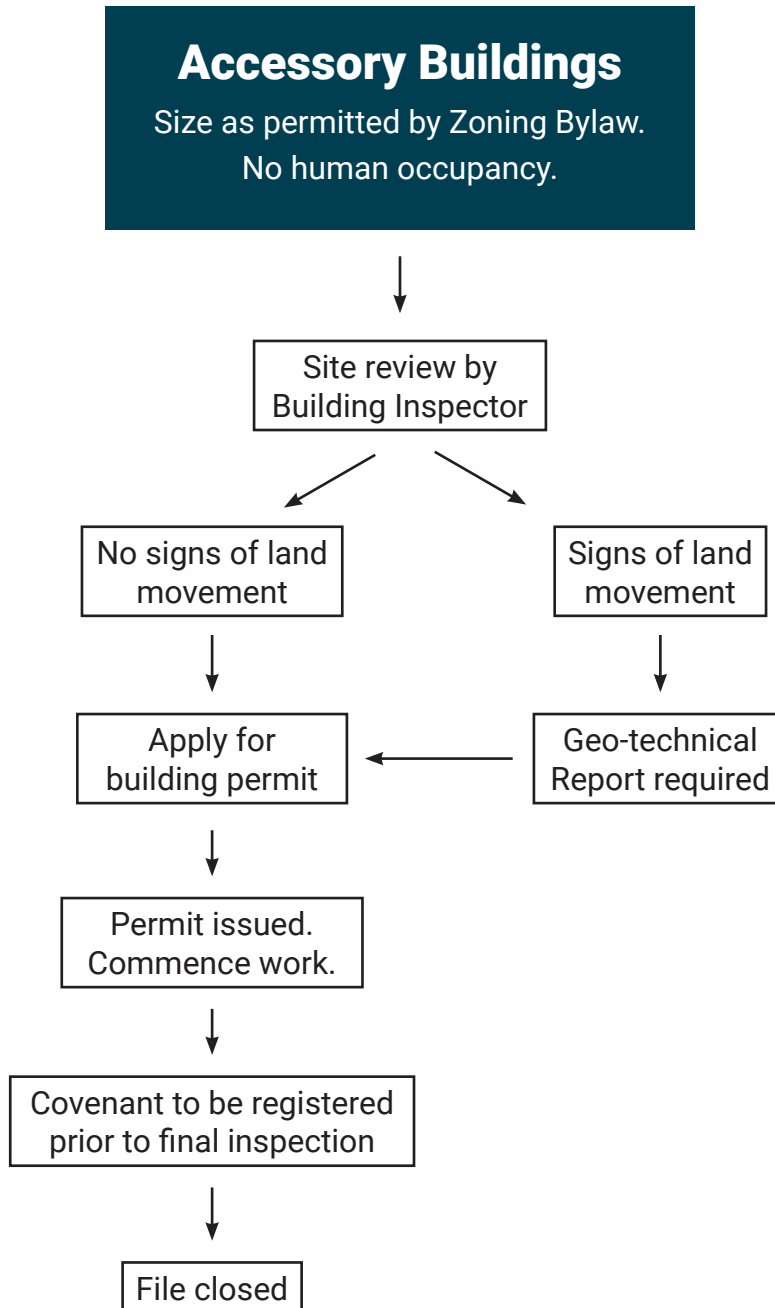 Accessory Buildings
Size as permitted by Zoning Bylaw.
No human occupancy.
Site review by
Building Inspector
No signs of land
movement
Signs of land
movement
Apply for
building permit
Geo-technical
Report required
Permit issued.
Commence work.
Covenant to be registered
prior to final inspection
File closed